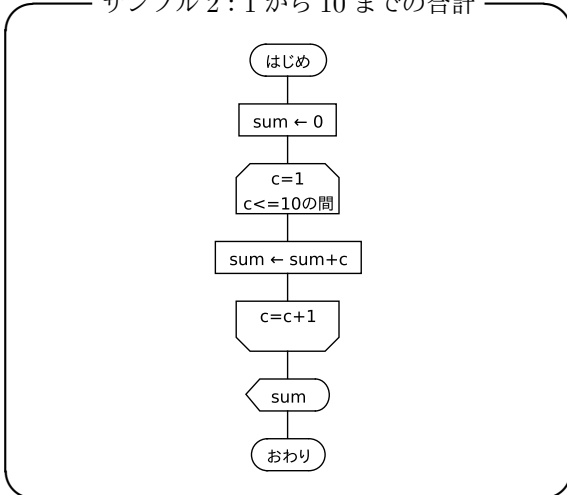 サンプル 2 : 1 から 10 までの合計
はじめ
sum ← 0
c=1
c<=10の間
sum ← sum+c
c=c+1
sum
おわり